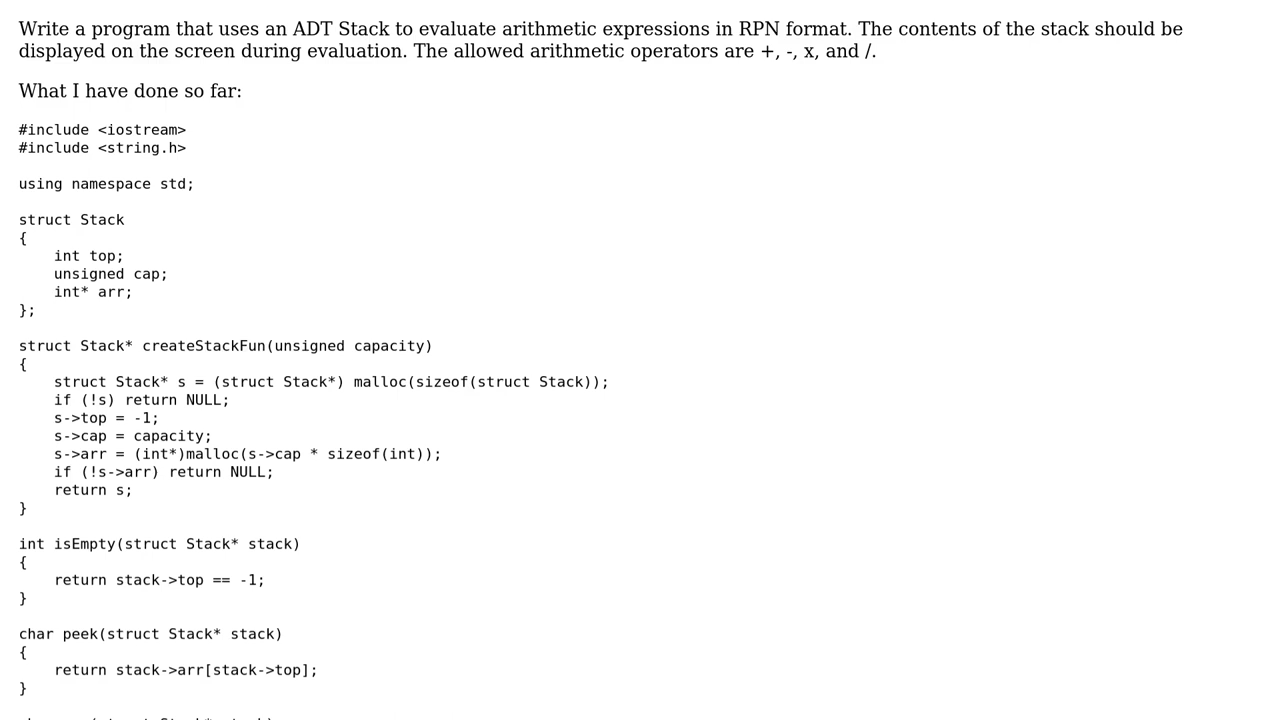 Write a program that uses an ADT Stack to evaluate arithmetic expressions in RPN format. The contents of the stack should be
displayed on the screen during evaluation. The allowed arithmetic operators are +, -, x, and /.
What I have done so far:
#include <iostream>
#include <string.h>
using namespace std;
struct Stack
{
    int top;
    unsigned cap;
    int* arr;
};
struct Stack* createStackFun(unsigned capacity)
{
    struct Stack* s = (struct Stack*) malloc(sizeof(struct Stack));
    if (!s) return NULL;
    s->top = -1;
    s->cap = capacity;
    s->arr = (int*)malloc(s->cap * sizeof(int));
    if (!s->arr) return NULL;
    return s;
}
int isEmpty(struct Stack* stack)
{
    return stack->top == -1;
}
char peek(struct Stack* stack)
{
    return stack->arr[stack->top];
}